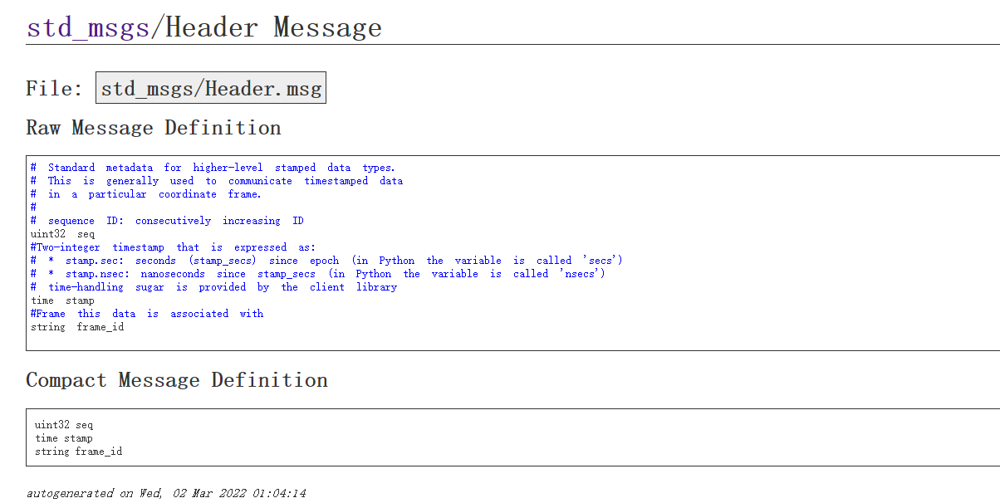 std_msgs/Header Message
File: std_msgs/Header.msg
Raw Message Definition
# Standard metadata for higher-level stamped data types.
# This is generally used to communicate timestamped data
# in a particular coordinate frame.
#
# sequence ID: consecutively increasing ID
uint32 seq
#Two-integer timestamp that is expressed as:
# * stamp.sec: seconds (stamp_secs) since epoch (in Python the variable is called 'secs')
# * stamp.nsec: nanoseconds since stamp_secs (in Python the variable is called 'nsecs')
# time-handling sugar is provided by the client library
time stamp
#Frame this data is associated with
string frame_id
Compact Message Definition
uint32 seq
time stamp
string frame_id
autogenerated on Wed, 02 Mar 2022 01:04:14